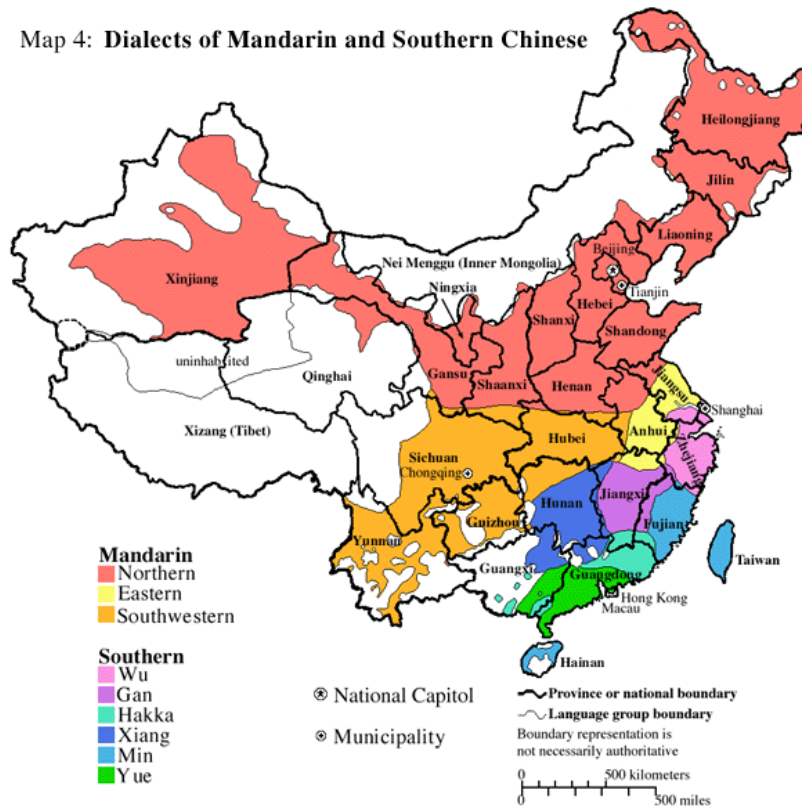 Map 4: Dialects of Mandarin and Southern Chinese
Heilongjiang
Jilin
Liaoning
Beijing
Nei Menggu (Inner Mongolia)
Tianjin
Xinjiang
Ningxia
Hebei
Shanxi
Shandong
uninhabited
Qinghai
Gansu
Shaanxi
Henan
Jiangsu
Shanghai
Xizang (Tibet)
Hubei
Anhui
Sichuan
Chongqing
Zhejiang
Hunan
Jiangxi
Guizhou
Fujian
Yunnan
Taiwan
Guangxi
Guangdong
Hong Kong
Macau
Hainan
Mandarin
Northern
Eastern
Southwestern
Southern
Wu
Gan
Hakka
Xiang
Min
Yue
National Capitol
Municipality
Province or national boundary
Language group boundary
Boundary representation is
not necessarily authoritative
0 500 kilometers
0 500 miles